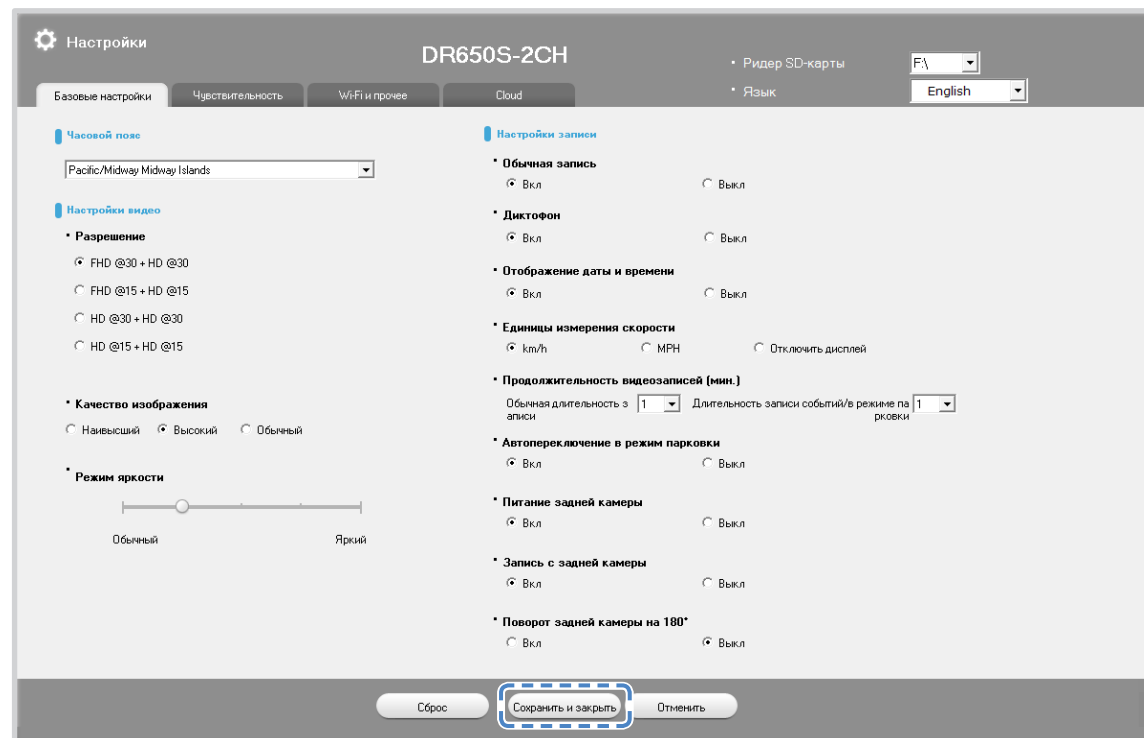 Настройки
DR650S-2CH
• Ридер SD-карты
F:\
• Язык
English
Базовые настройки
Чувствительность
Wi-Fi и прочее
Cloud
Часовой пояс
Pacific/Midway Midway Islands
Настройки видео
• Разрешение
FHD @30 + HD @30
FHD @15 + HD @15
HD @30 + HD @30
HD @15 + HD @15
• Качество изображения
Наивысший Высокий Обычный
• Режим яркости
Обычный Яркий
Настройки записи
• Обычная запись
Вкл Выкл
• Диктофон
Вкл Выкл
• Отображение даты и времени
Вкл Выкл
• Единицы измерения скорости
km/h MPH Отключить дисплей
• Продолжительность видеозаписей (мин.)
Обычная длительность з
аписи
1
Длительность записи событий/в режиме па
рковки
1
• Автопереключение в режим парковки
Вкл Выкл
• Питание задней камеры
Вкл Выкл
• Запись с задней камеры
Вкл Выкл
• Поворот задней камеры на 180°
Вкл Выкл
Сброс
Сохранить и закрыть
Отменить